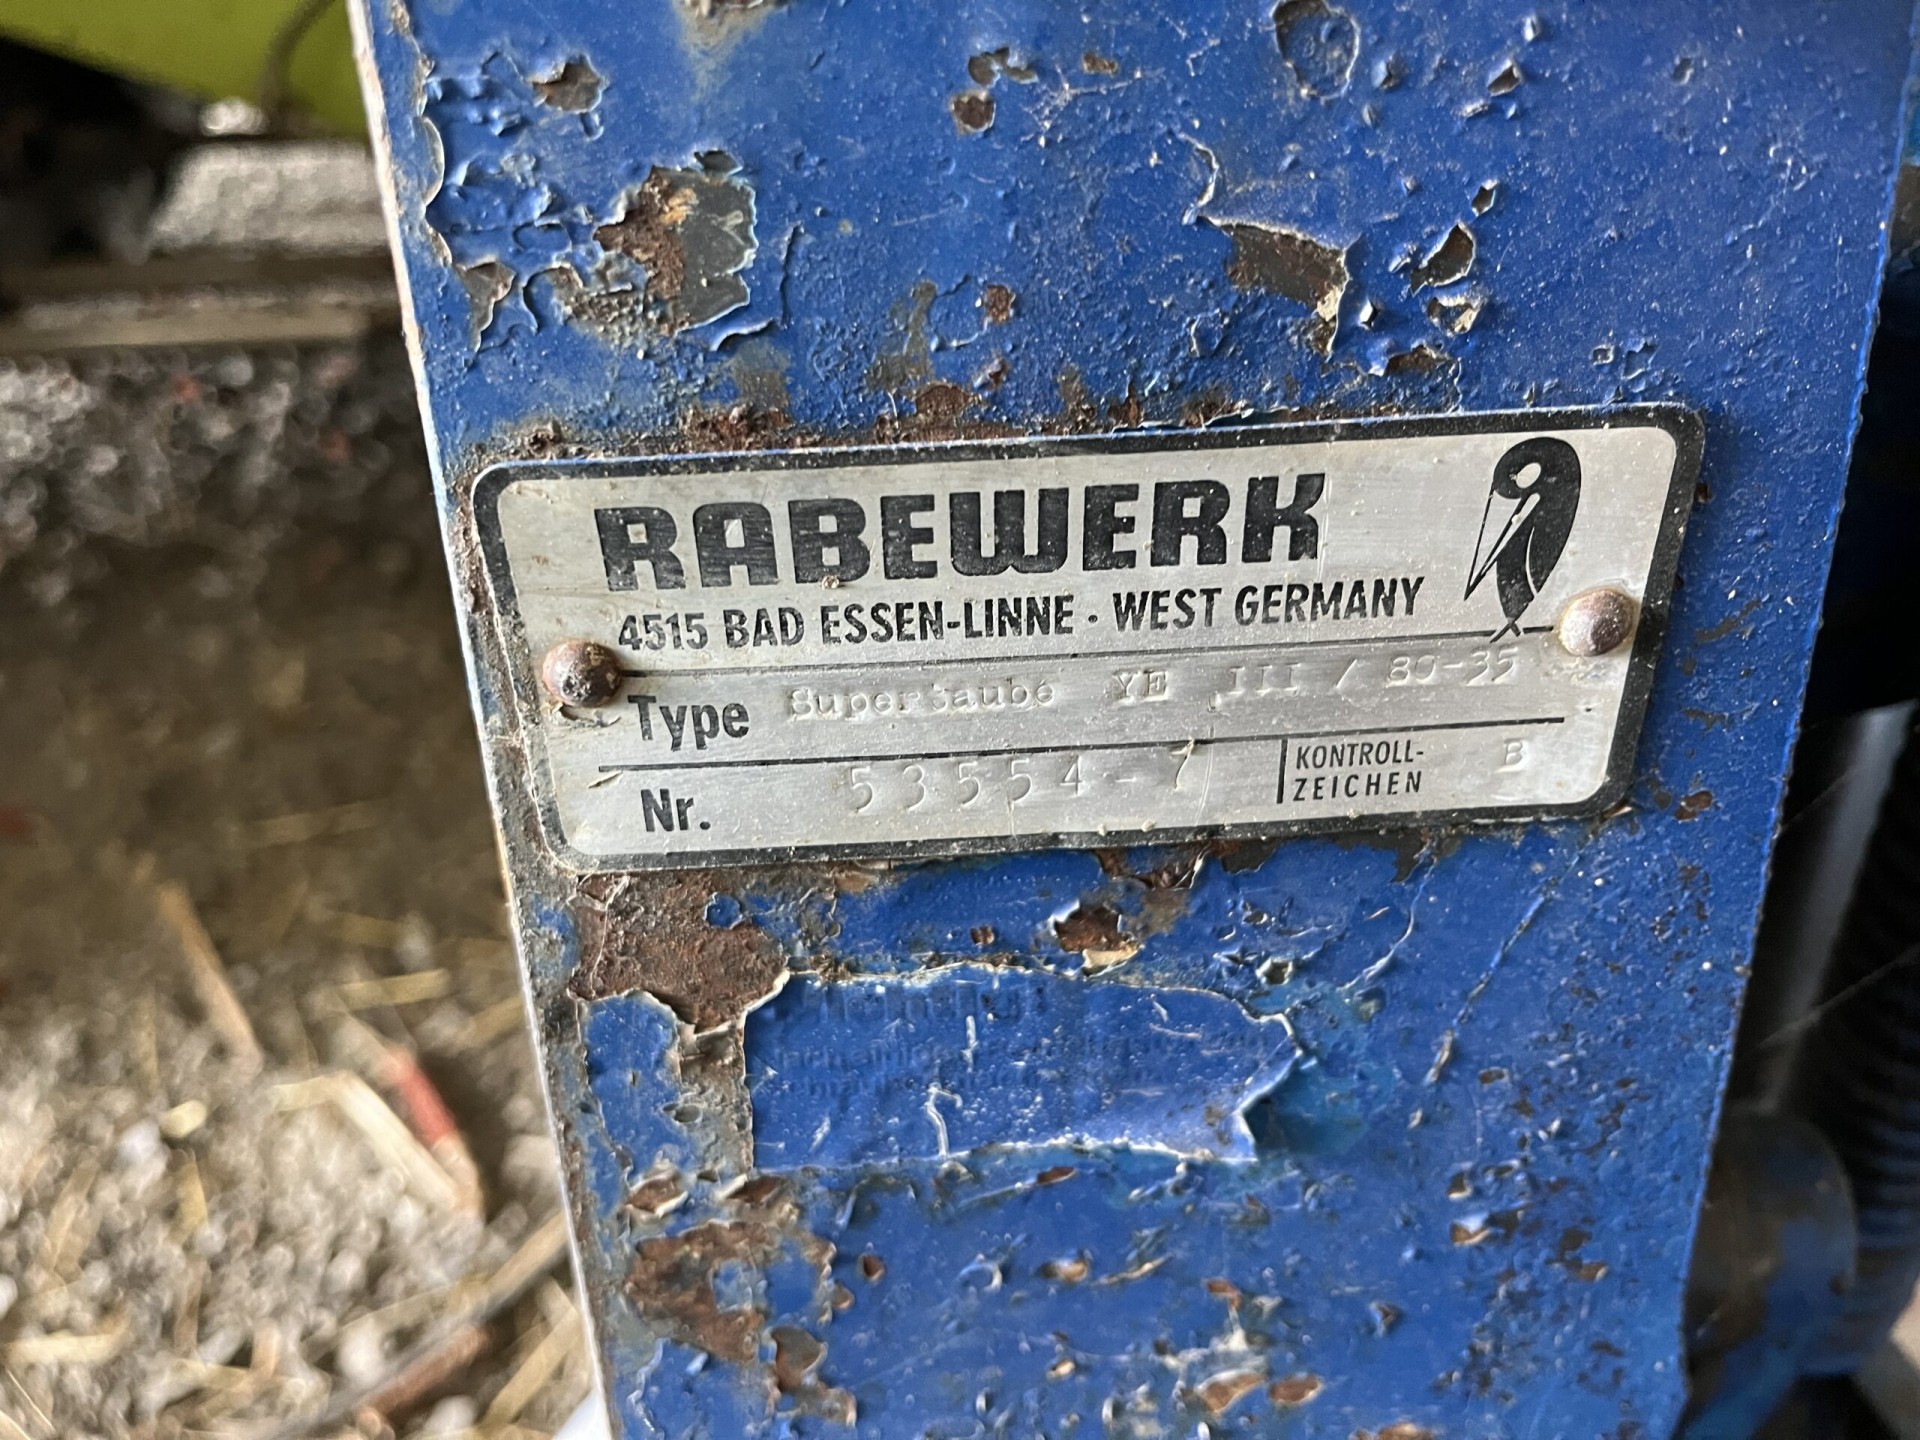 RABEWERK
4515 BAD ESSEN-LINNE · WEST GERMANY
Type Supertaube YE III / 80-35
Nr. 53554-7
KONTROLL-
ZEICHEN B